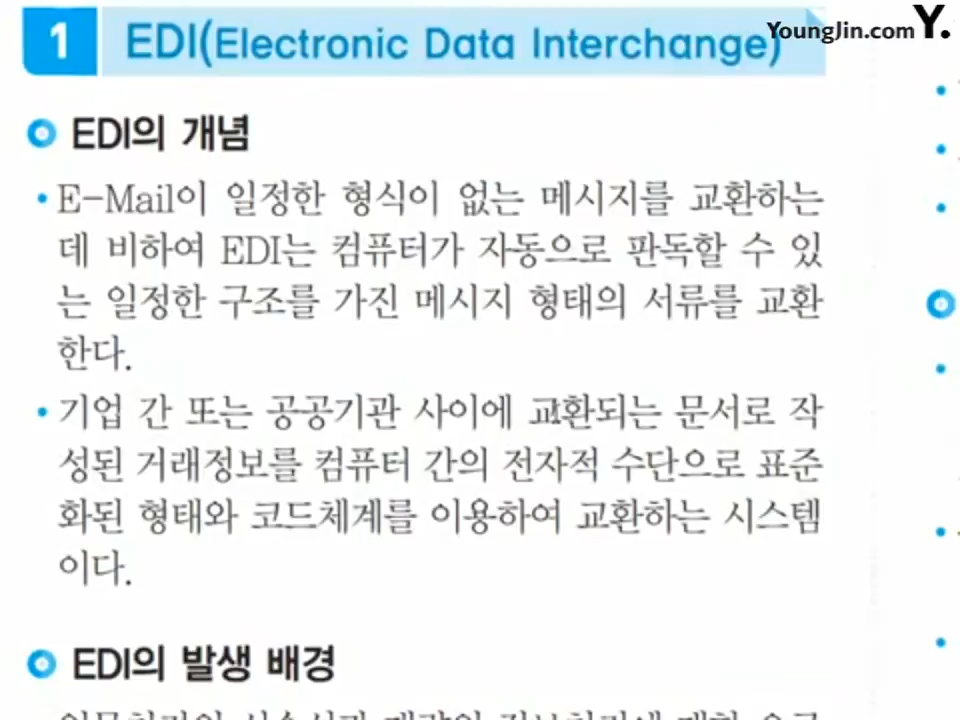 1 EDI(Electronic Data Interchange)
YoungJin.com Y.
EDI의 개념
• E-Mail이 일정한 형식이 없는 메시지를 교환하는
데 비하여 EDI는 컴퓨터가 자동으로 판독할 수 있
는 일정한 구조를 가진 메시지 형태의 서류를 교환
한다.
• 기업 간 또는 공공기관 사이에 교환되는 문서로 작
성된 거래정보를 컴퓨터 간의 전자적 수단으로 표준
화된 형태와 코드체계를 이용하여 교환하는 시스템
이다.
EDI의 발생 배경